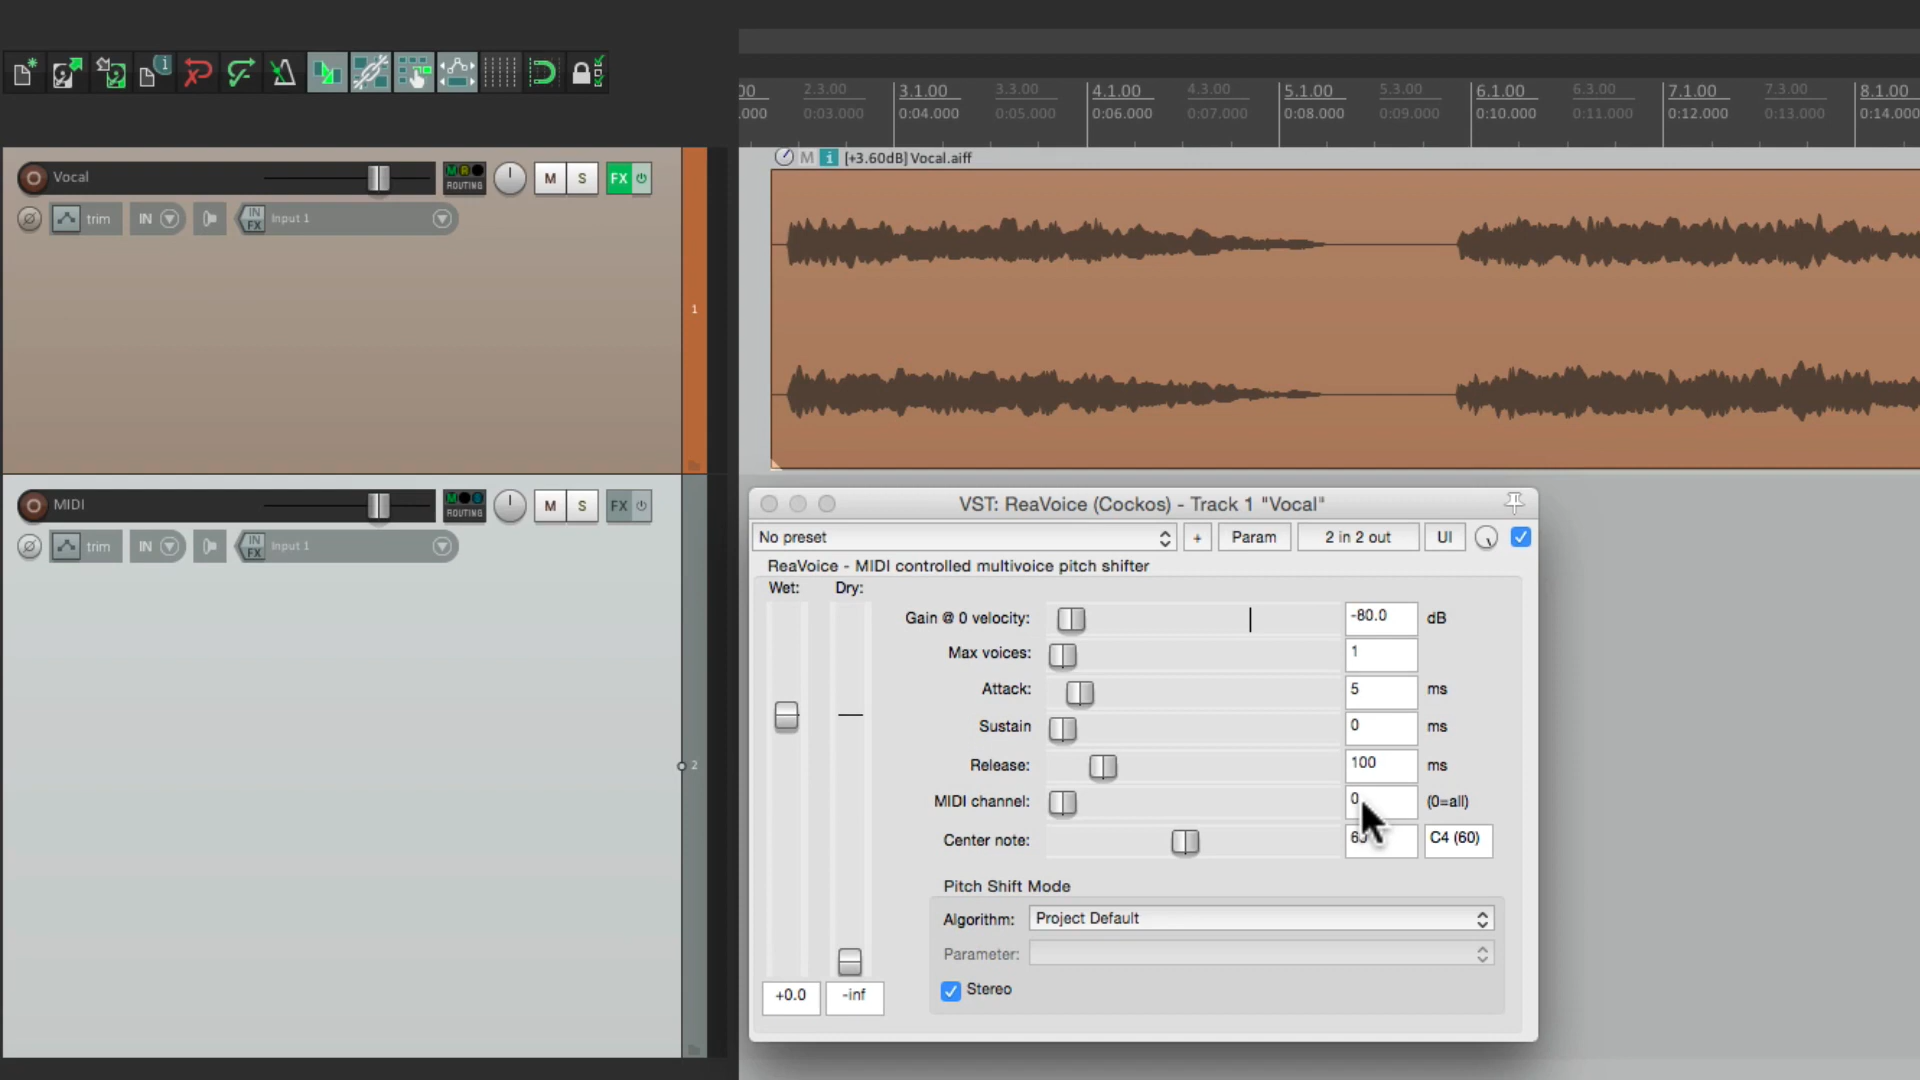 00 2.3.00 3.1.00 3.3.00 4.1.00 4.3.00 5.1.00 5.3.00 6.1.00 6.3.00 7.1.00 7.3.00 8.1.00
.000 0:03.000 0:04.000 0:05.000 0:06.000 0:07.000 0:08.000 0:09.000 0:10.000 0:11.000 0:12.000 0:13.000 0:14.000
M i [+3.60dB] Vocal.aiff
Vocal ROUTING M S FX
trim IN IN FX Input 1
1
MIDI ROUTING M S FX
trim IN IN FX Input 1
2
VST: ReaVoice (Cockos) - Track 1 "Vocal"
No preset + Param 2 in 2 out UI
ReaVoice - MIDI controlled multivoice pitch shifter
Wet: Dry:
Gain @ 0 velocity: -80.0 dB
Max voices: 1
Attack: 5 ms
Sustain 0 ms
Release: 100 ms
MIDI channel: 0 (0=all)
Center note: C4 (60)
Pitch Shift Mode
Algorithm: Project Default
Parameter:
Stereo
+0.0 -inf